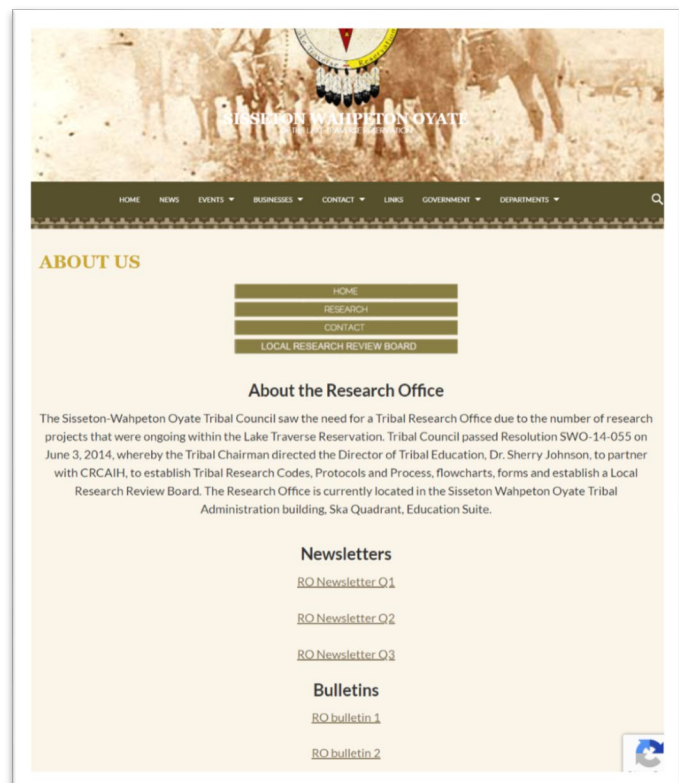 SISSETON WAHPETON OYATE
HOME NEWS EVENTS BUSINESSES CONTACT LINKS GOVERNMENT DEPARTMENTS
ABOUT US
HOME
RESEARCH
CONTACT
LOCAL RESEARCH REVIEW BOARD
About the Research Office
The Sisseton-Wahpeton Oyate Tribal Council saw the need for a Tribal Research Office due to the number of research
projects that were ongoing within the Lake Traverse Reservation. Tribal Council passed Resolution SWO-14-055 on
June 3, 2014, whereby the Tribal Chairman directed the Director of Tribal Education, Dr. Sherry Johnson, to partner
with CRCAIH, to establish Tribal Research Codes, Protocols and Process, flowcharts, forms and establish a Local
Research Review Board. The Research Office is currently located in the Sisseton Wahpeton Oyate Tribal
Administration building, Ska Quadrant, Education Suite.
Newsletters
RO Newsletter Q1
RO Newsletter Q2
RO Newsletter Q3
Bulletins
RO bulletin 1
RO bulletin 2